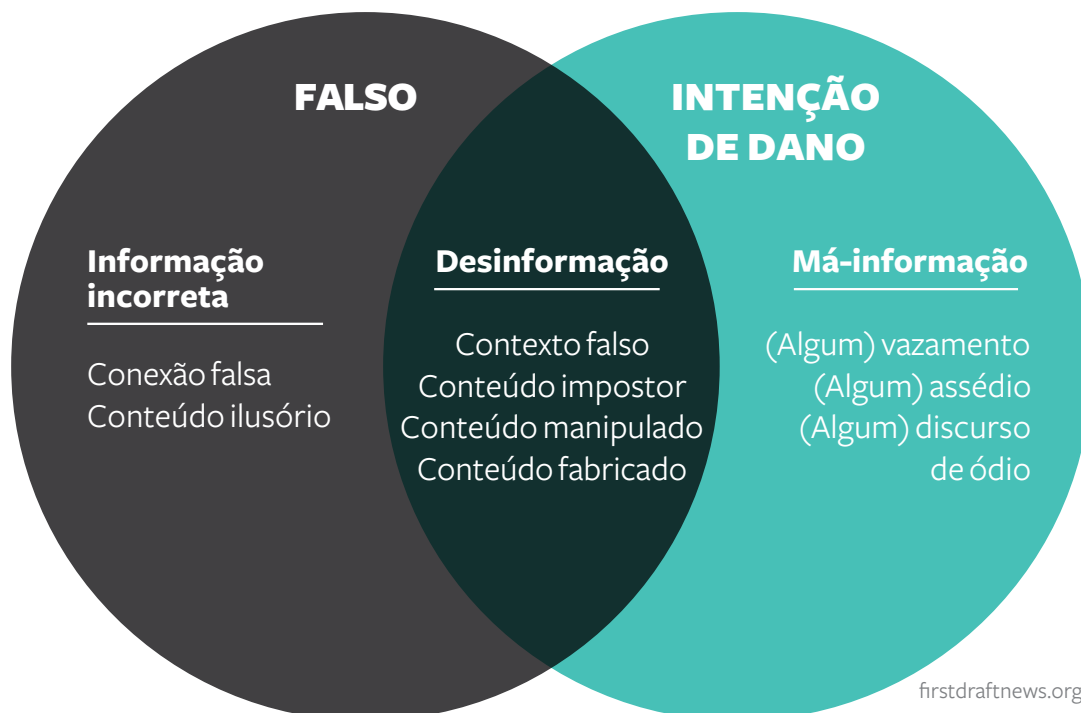 FALSO
INTENÇÃO
DE DANO
Informação
incorreta
Conexão falsa
Conteúdo ilusório
Desinformação
Contexto falso
Conteúdo impostor
Conteúdo manipulado
Conteúdo fabricado
Má-informação
(Algum) vazamento
(Algum) assédio
(Algum) discurso
de ódio
firstdraftnews.org